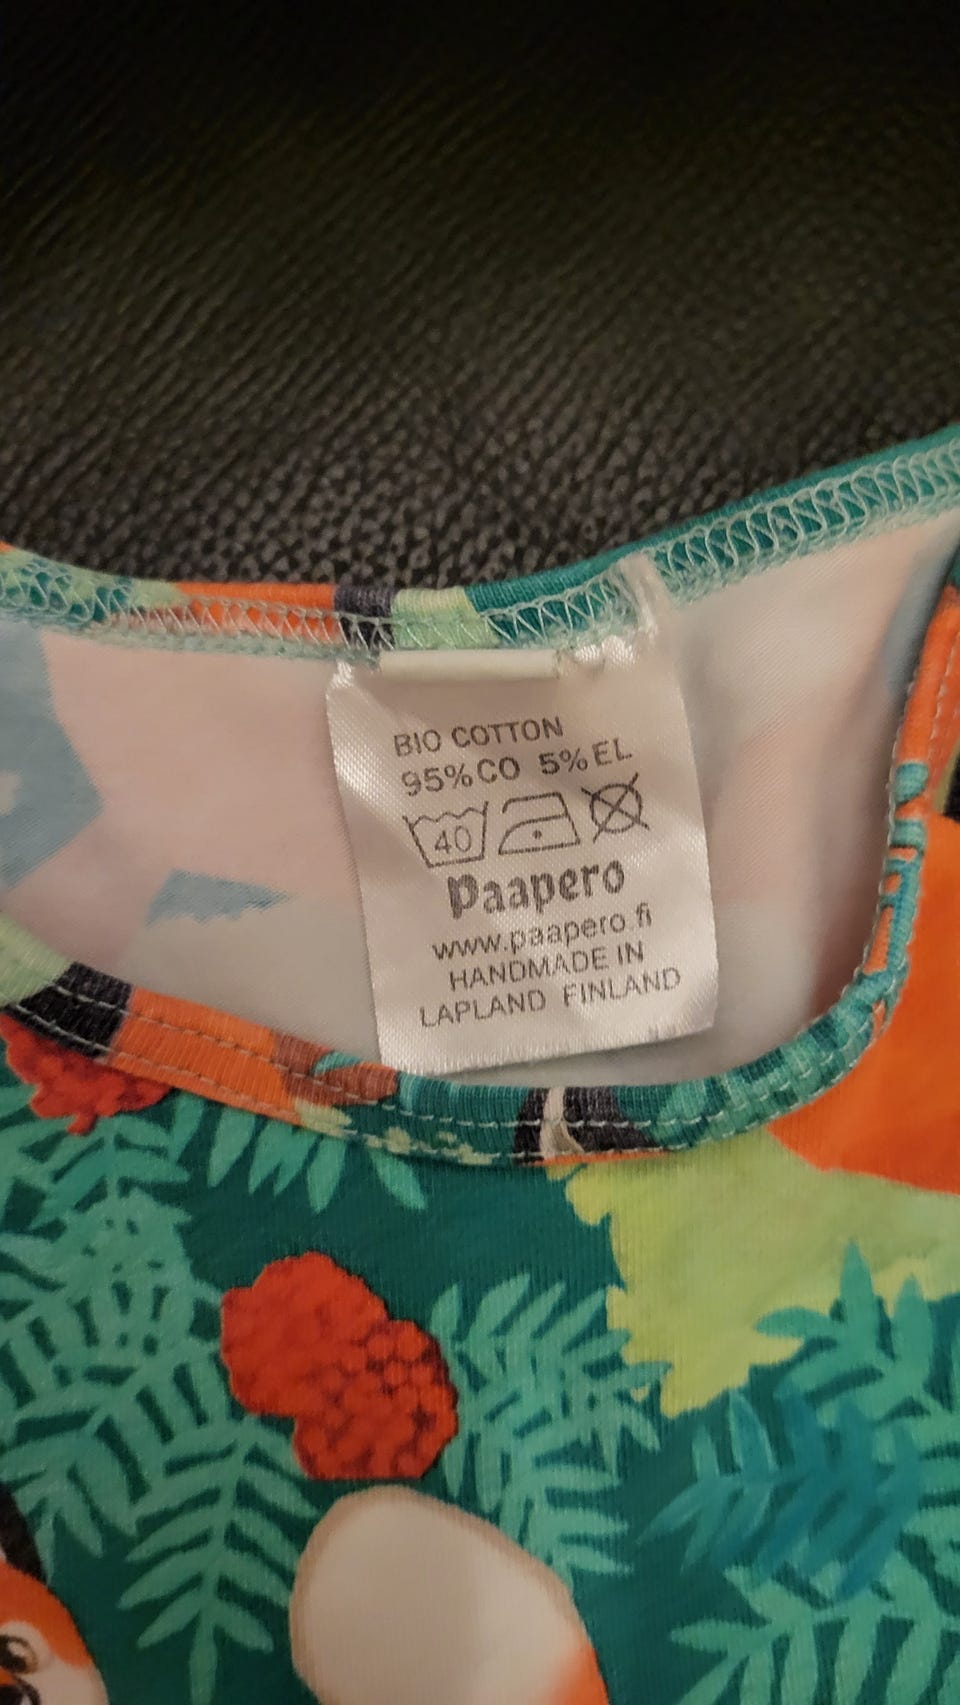 BIO COTTON
95% CO 5% EL
40
Paapero
www.paapero.fi
HANDMADE IN
LAPLAND FINLAND